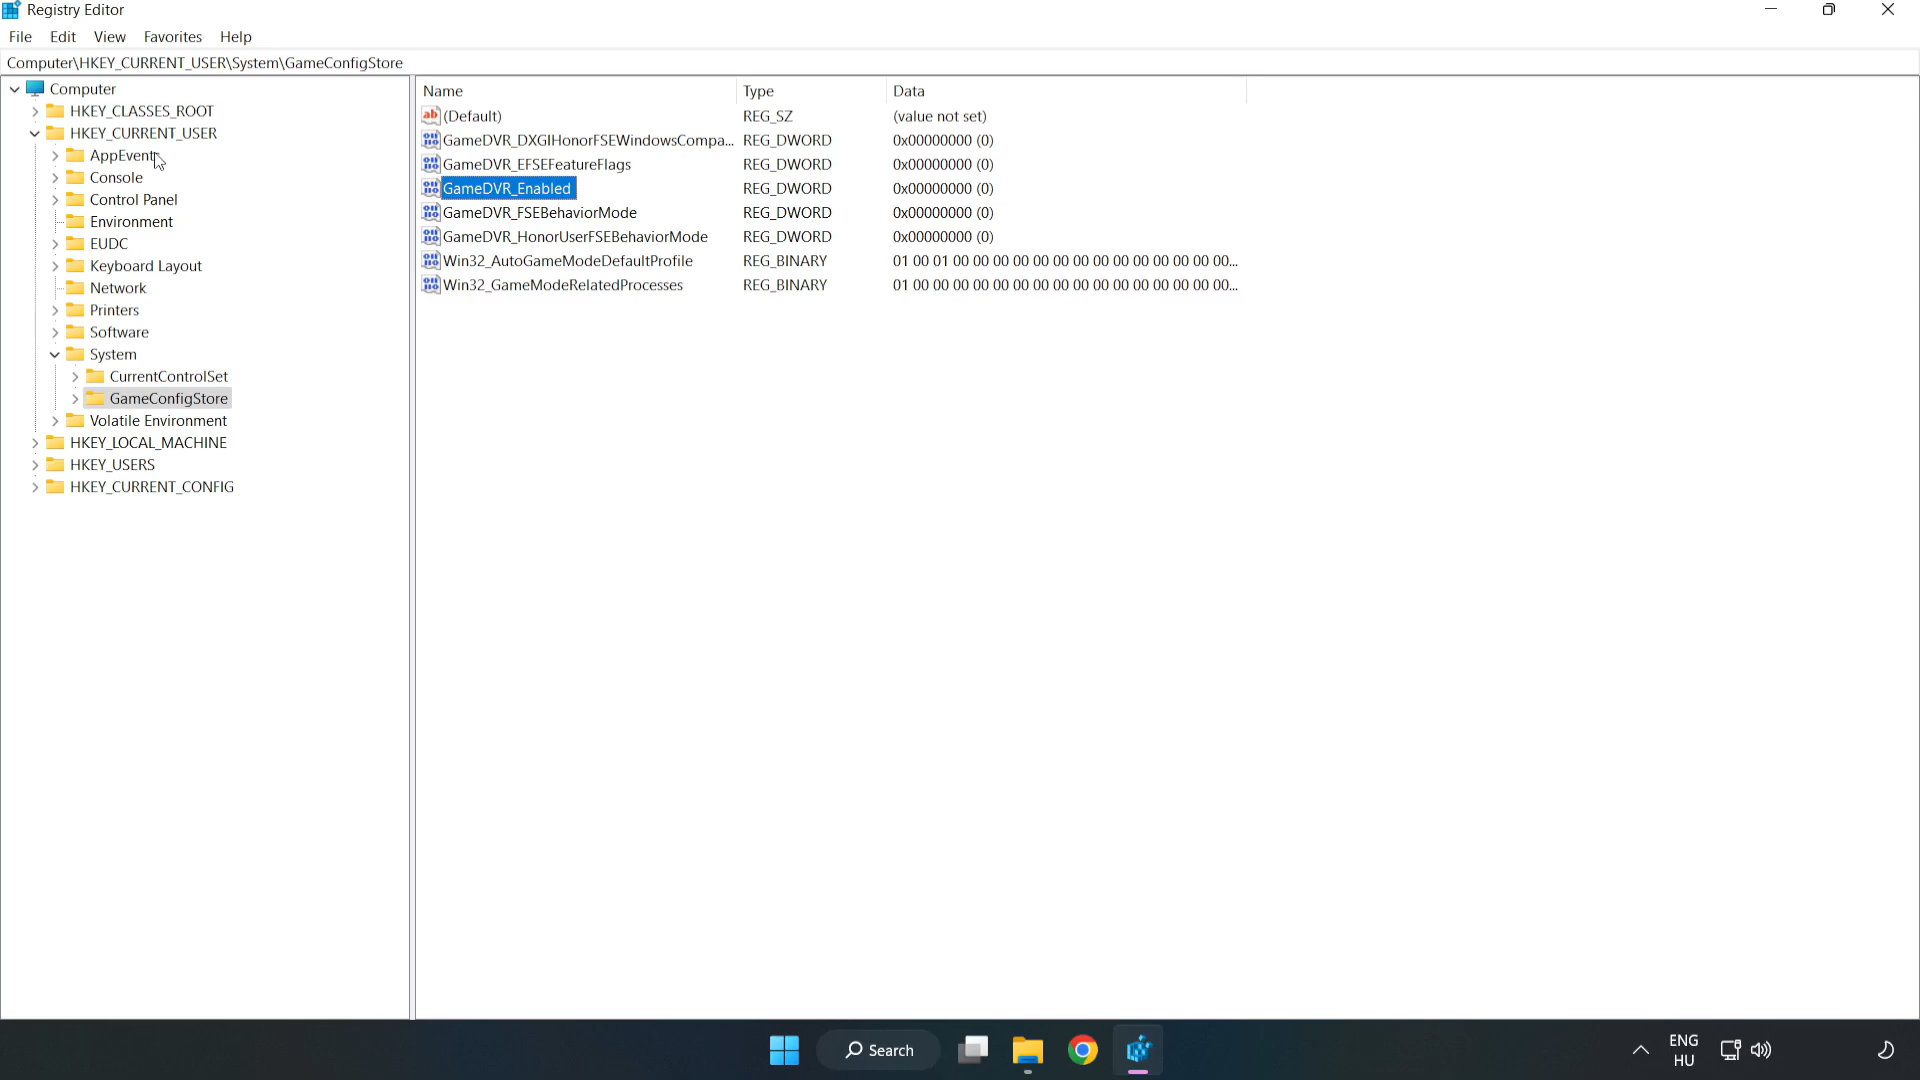 Registry Editor
File Edit View Favorites Help
Computer\HKEY_CURRENT_USER\System\GameConfigStore
Computer
HKEY_CLASSES_ROOT
HKEY_CURRENT_USER
AppEvents
Console
Control Panel
Environment
EUDC
Keyboard Layout
Network
Printers
Software
System
CurrentControlSet
GameConfigStore
Volatile Environment
HKEY_LOCAL_MACHINE
HKEY_USERS
HKEY_CURRENT_CONFIG
Name Type Data
(Default) REG_SZ (value not set)
GameDVR_DXGIHonorFSEWindowsCompa... REG_DWORD 0x00000000 (0)
GameDVR_EFSEFeatureFlags REG_DWORD 0x00000000 (0)
GameDVR_Enabled REG_DWORD 0x00000000 (0)
GameDVR_FSEBehaviorMode REG_DWORD 0x00000000 (0)
GameDVR_HonorUserFSEBehaviorMode REG_DWORD 0x00000000 (0)
Win32_AutoGameModeDefaultProfile REG_BINARY 01 00 01 00 00 00 00 00 00 00 00 00 00 00 00 00 00...
Win32_GameModeRelatedProcesses REG_BINARY 01 00 00 00 00 00 00 00 00 00 00 00 00 00 00 00 00...
Search
ENG
HU